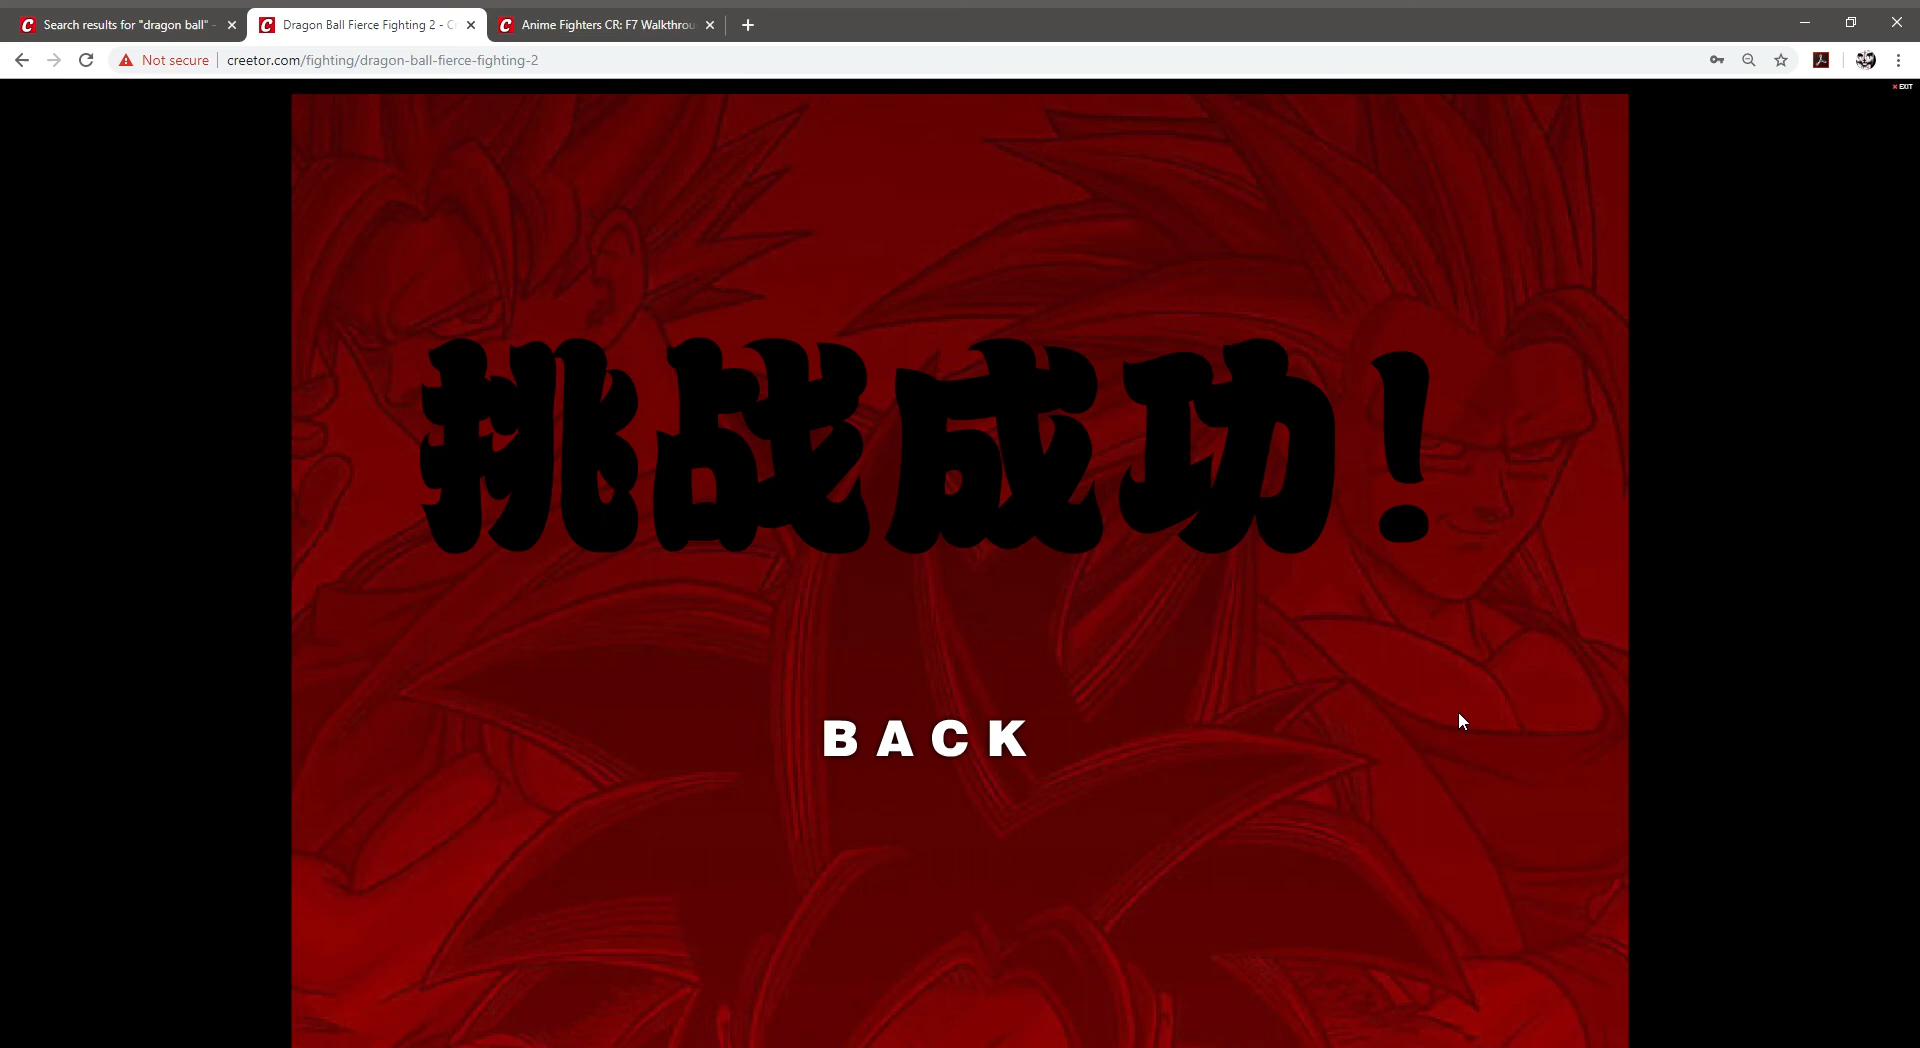 Search results for "dragon ball" -
Dragon Ball Fierce Fighting 2 - C
Anime Fighters CR: F7 Walkthrou
Not secure
creetor.com/fighting/dragon-ball-fierce-fighting-2
EXIT
挑战成功!
BACK